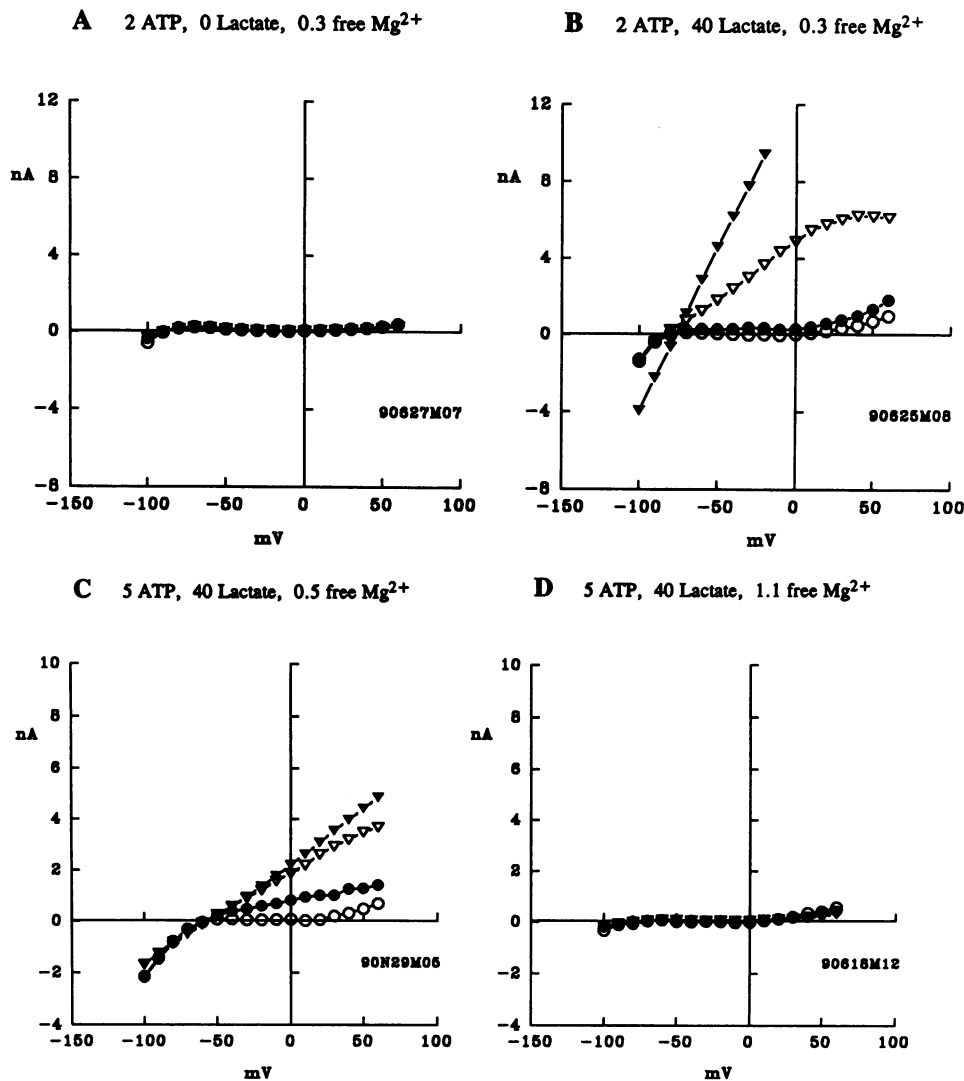 A 2 ATP, 0 Lactate, 0.3 free Mg2+
12
nA 8
4
0
-4
-8
90627M07
-150 -100 -50 0 50 100
mV
B 2 ATP, 40 Lactate, 0.3 free Mg2+
12
nA 8
4
0
-4
-8
90625M08
-150 -100 -50 0 50 100
mV
C 5 ATP, 40 Lactate, 0.5 free Mg2+
10
8
nA
6
4
2
0
-2
-4
90N29M05
-150 -100 -50 0 50 100
mV
D 5 ATP, 40 Lactate, 1.1 free Mg2+
10
8
nA
6
4
2
0
-2
-4
90618M12
-150 -100 -50 0 50 100
mV